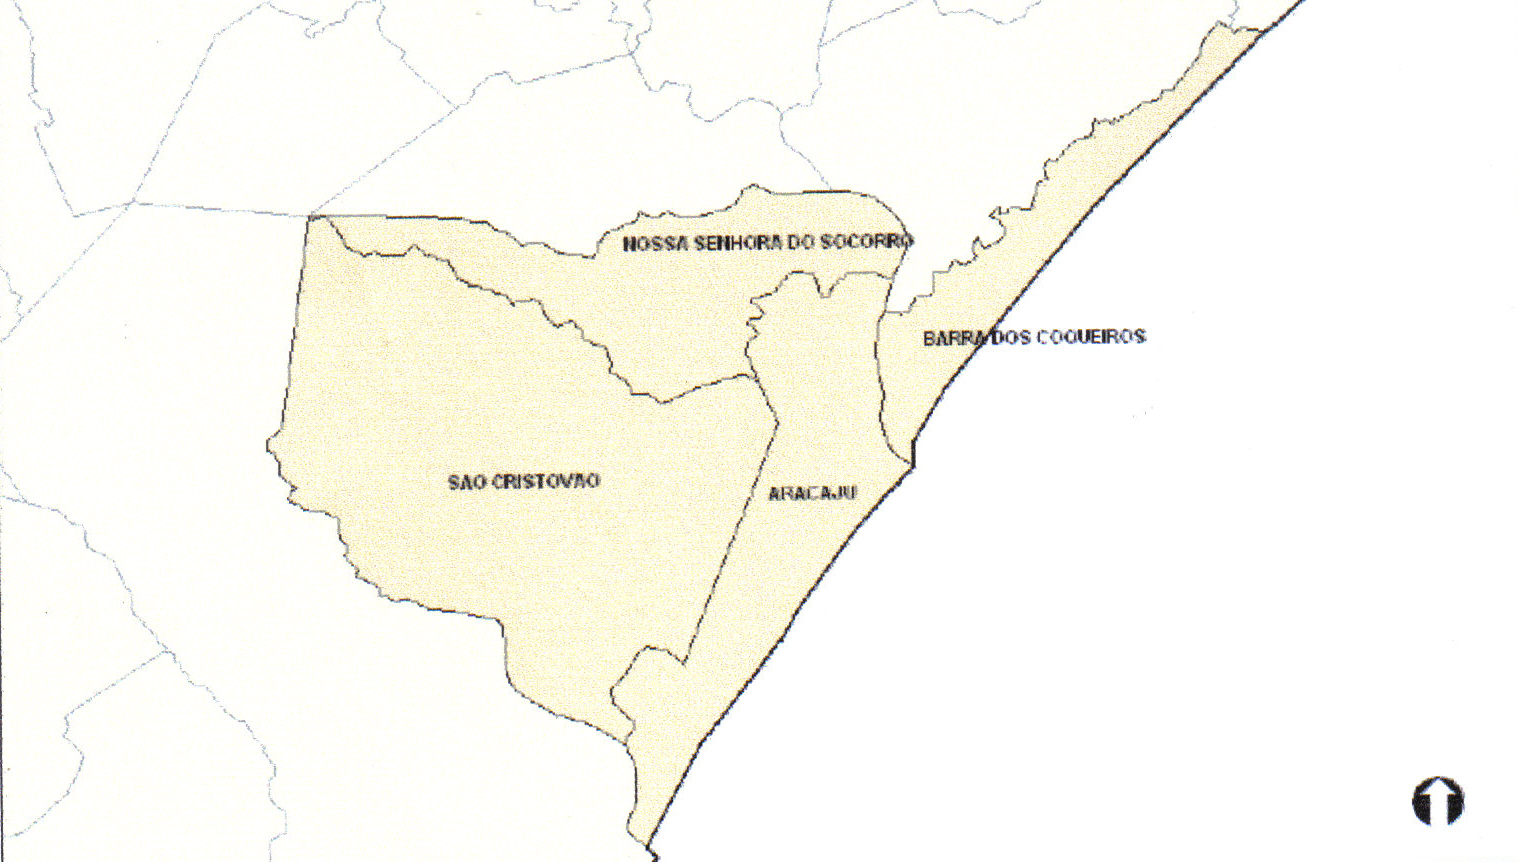 NOSSA SENHORA DO SOCORRO
BARRA DOS COQUEIROS
SAO CRISTOVAO
ARACAJU